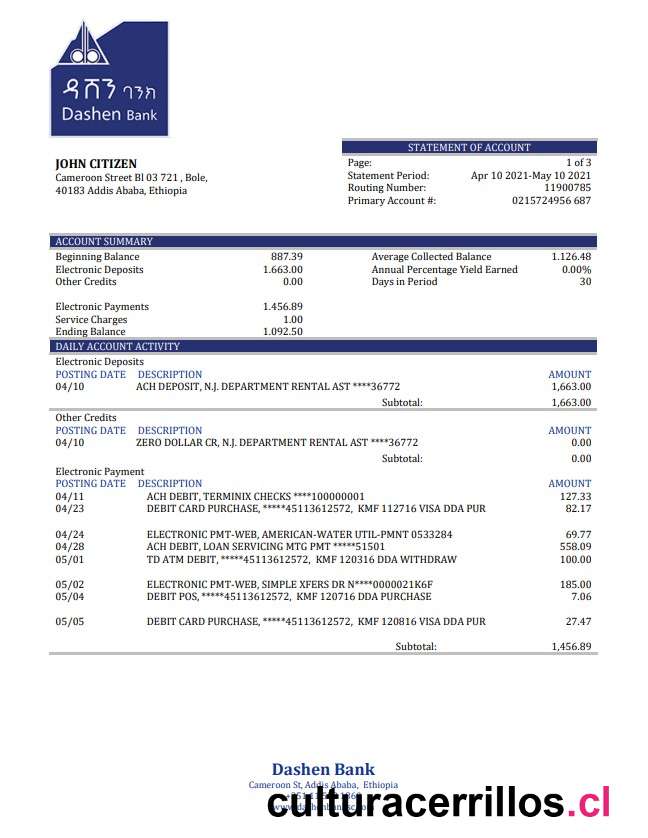 ዳሸን ባንክ
Dashen Bank
STATEMENT OF ACCOUNT
JOHN CITIZEN
Cameroon Street Bl 03 721 , Bole,
40183 Addis Ababa, Ethiopia
Page: 1 of 3
Statement Period: Apr 10 2021-May 10 2021
Routing Number: 11900785
Primary Account #: 0215724956 687
ACCOUNT SUMMARY
Beginning Balance 887.39 Average Collected Balance 1.126.48
Electronic Deposits 1.663.00 Annual Percentage Yield Earned 0.00%
Other Credits 0.00 Days in Period 30
Electronic Payments 1.456.89
Service Charges 1.00
Ending Balance 1.092.50
DAILY ACCOUNT ACTIVITY
Electronic Deposits
POSTING DATE DESCRIPTION AMOUNT
04/10 ACH DEPOSIT, N.J. DEPARTMENT RENTAL AST ****36772 1,663.00
Subtotal: 1,663.00
Other Credits
POSTING DATE DESCRIPTION AMOUNT
04/10 ZERO DOLLAR CR, N.J. DEPARTMENT RENTAL AST ****36772 0.00
Subtotal: 0.00
Electronic Payment
POSTING DATE DESCRIPTION AMOUNT
04/11 ACH DEBIT, TERMINIX CHECKS ****100000001 127.33
04/23 DEBIT CARD PURCHASE, *****45113612572, KMF 112716 VISA DDA PUR 82.17
04/24 ELECTRONIC PMT-WEB, AMERICAN-WATER UTIL-PMNT 0533284 69.77
04/28 ACH DEBIT, LOAN SERVICING MTG PMT *****51501 558.09
05/01 TD ATM DEBIT, *****45113612572, KMF 120316 DDA WITHDRAW 100.00
05/02 ELECTRONIC PMT-WEB, SIMPLE XFERS DR N****0000021K6F 185.00
05/04 DEBIT POS, *****45113612572, KMF 120716 DDA PURCHASE 7.06
05/05 DEBIT CARD PURCHASE, *****45113612572, KMF 120816 VISA DDA PUR 27.47
Subtotal: 1,456.89
Dashen Bank
Cameroon St, Addis Ababa, Ethiopia
culturacerrillos.cl